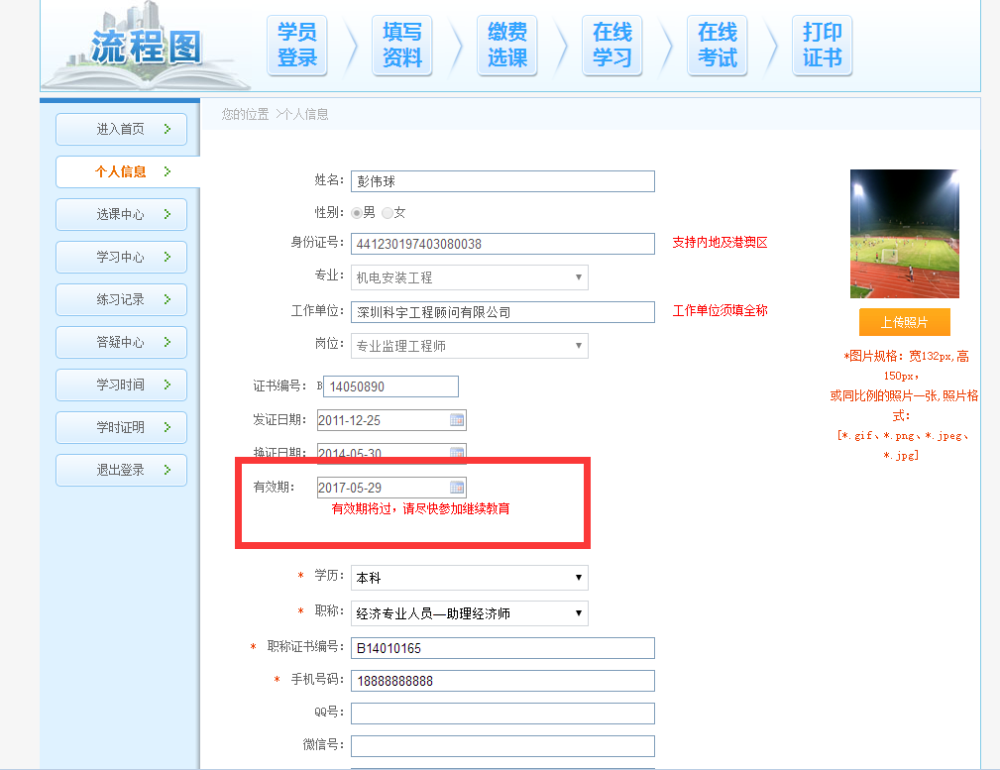 流程图
学员
登录
填写
资料
缴费
选课
在线
学习
在线
考试
打印
证书
进入首页
个人信息
选课中心
学习中心
练习记录
答疑中心
学习时间
学时证明
退出登录
您的位置 >个人信息
姓名： 彭伟球
性别： 男 女
身份证号： 441230197403080038 支持内地及港澳区
专业： 机电安装工程
工作单位： 深圳科宇工程顾问有限公司 工作单位须填全称
岗位： 专业监理工程师
证书编号： B 14050890
发证日期： 2011-12-25
换证日期： 2014-05-30
有效期： 2017-05-29
有效期将过，请尽快参加继续教育
* 学历： 本科
* 职称： 经济专业人员—助理经济师
* 职称证书编号： B14010165
* 手机号码： 18888888888
QQ号：
微信号：
上传照片
*图片规格：宽132px,高
150px，
或同比例的照片一张,照片格
式：
[*.gif、*.png、*.jpeg、
*.jpg]